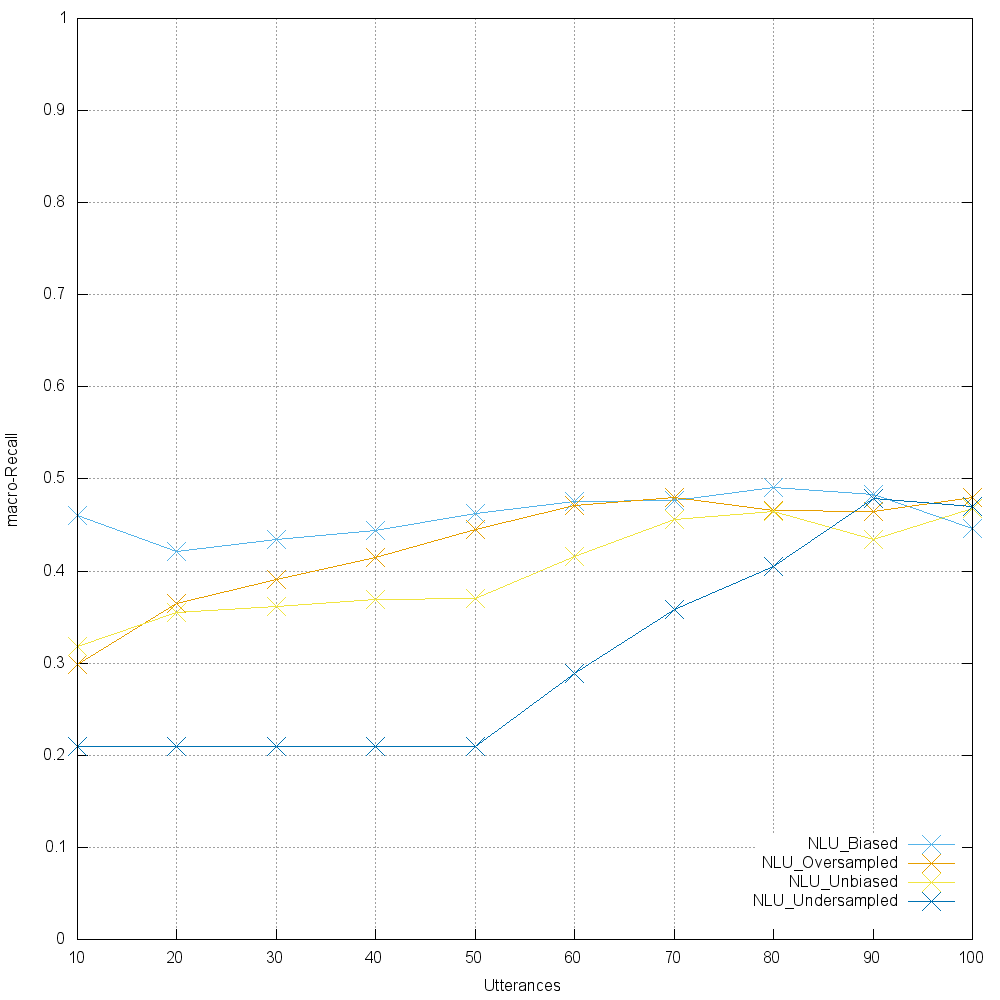 1
0.9
0.8
0.7
0.6
0.5
0.4
0.3
0.2
0.1
0
macro-Recall
NLU_Biased
NLU_Oversampled
NLU_Unbiased
NLU_Undersampled
10 20 30 40 50 60 70 80 90 100
Utterances